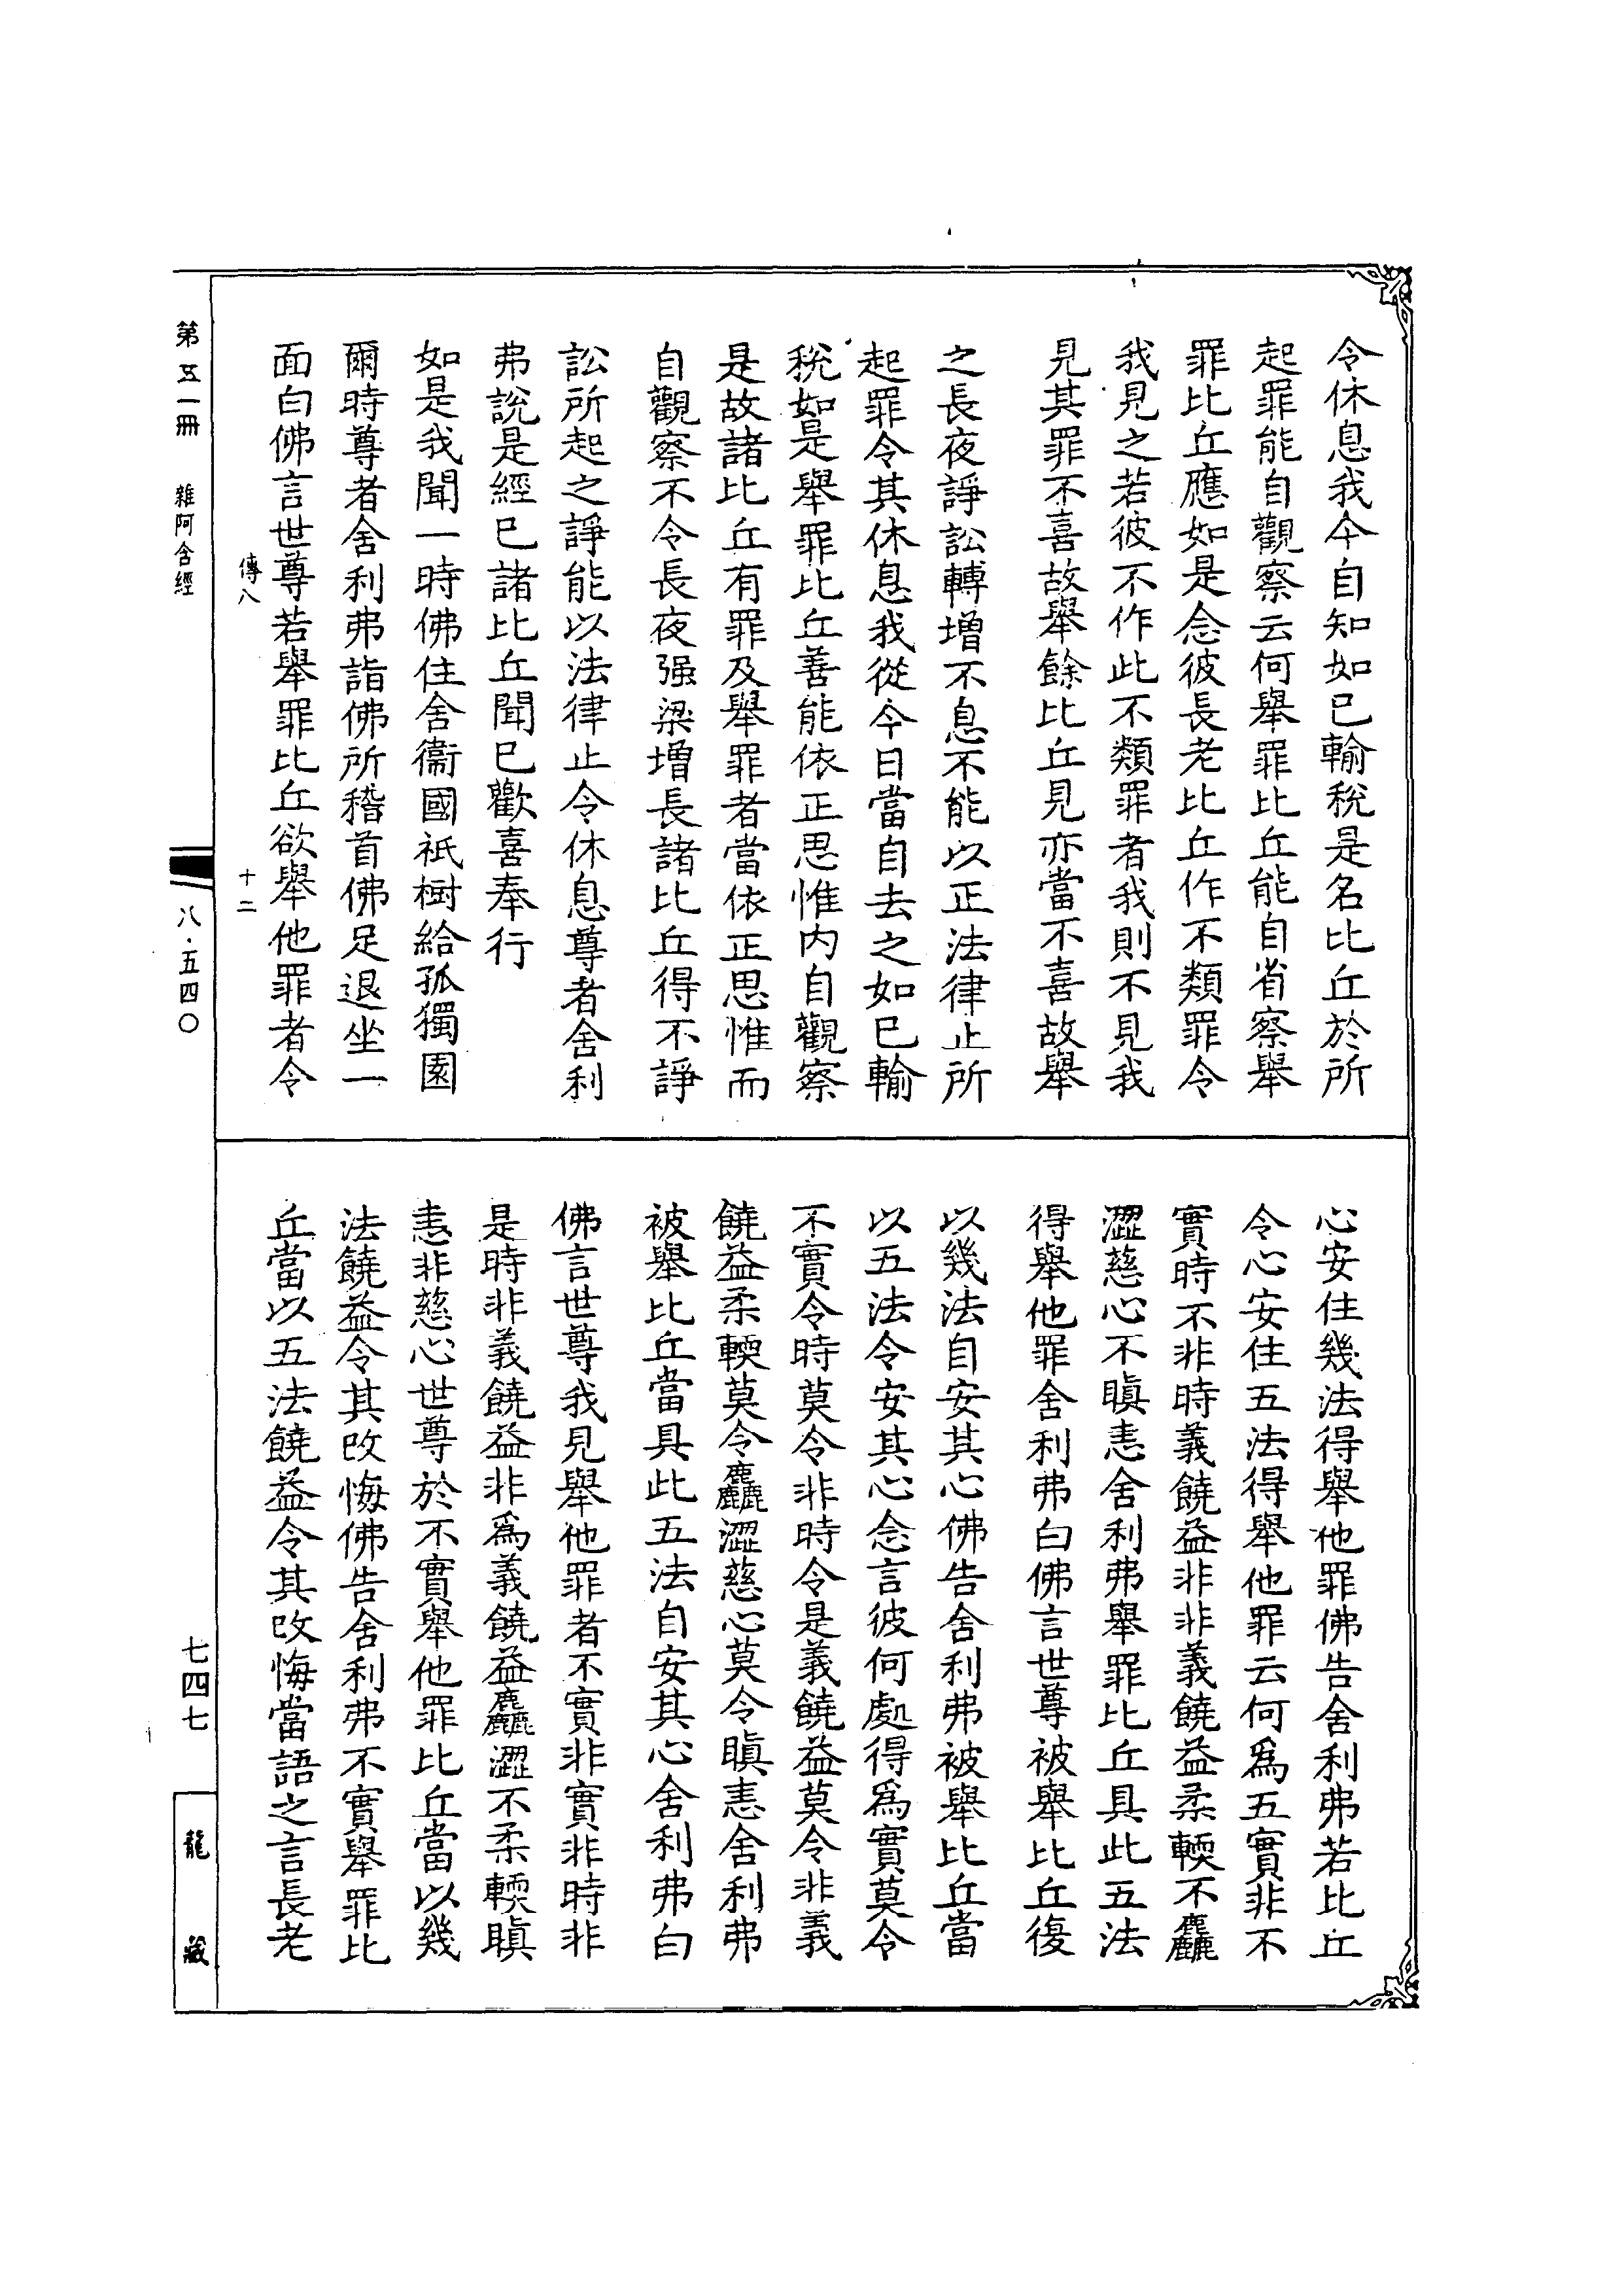 令休息我今自知如已輸稅是名比丘於所
起罪能自觀察云何舉罪比丘能自省察舉
罪比丘應如是念彼長老比丘作不類罪令
我見之若彼不作此不類罪者我則不見我
見其罪不喜故舉餘比丘見亦當不喜故舉
之長夜諍訟轉增不息不能以正法律止所
起罪令其休息我從今日當自去之如已輸
稅如是舉罪比丘善能依正思惟内自觀察
是故諸比丘有罪及舉罪者當依正思惟而
自觀察不令長夜强梁增長諸比丘得不諍
訟所起之諍能以法律止令休息尊者舍利
弗說是經已諸比丘聞已歡喜奉行
如是我聞一時佛住舍衞國祇樹給孤獨園
爾時尊者舍利弗詣佛所稽首佛足退坐一
面白佛言世尊若舉罪比丘欲舉他罪者令
心安住幾法得舉他罪佛告舍利弗若比丘
令心安住五法得舉他罪云何爲五實非不
實時不非時義饒益非非義饒益柔輭不麤
澀慈心不瞋恚舍利弗舉罪比丘具此五法
得舉他罪舍利弗白佛言世尊被舉比丘復
以幾法自安其心佛告舍利弗被舉比丘當
以五法令安其心念言彼何處得爲實莫令
不實令時莫令非時令是義饒益莫令非義
饒益柔輭莫令麤澀慈心莫令瞋恚舍利弗
被舉比丘當具此五法自安其心舍利弗白
佛言世尊我見舉他罪者不實非實非時非
是時非義饒益非爲義饒益麤澀不柔輭瞋
恚非慈心世尊於不實舉他罪比丘當以幾
法饒益令其改悔佛告舍利弗不實舉罪比
丘當以五法饒益令其改悔當語之言長老
傳八 十二
第五一冊 雜阿含經 八·五四〇 七四七 龍藏